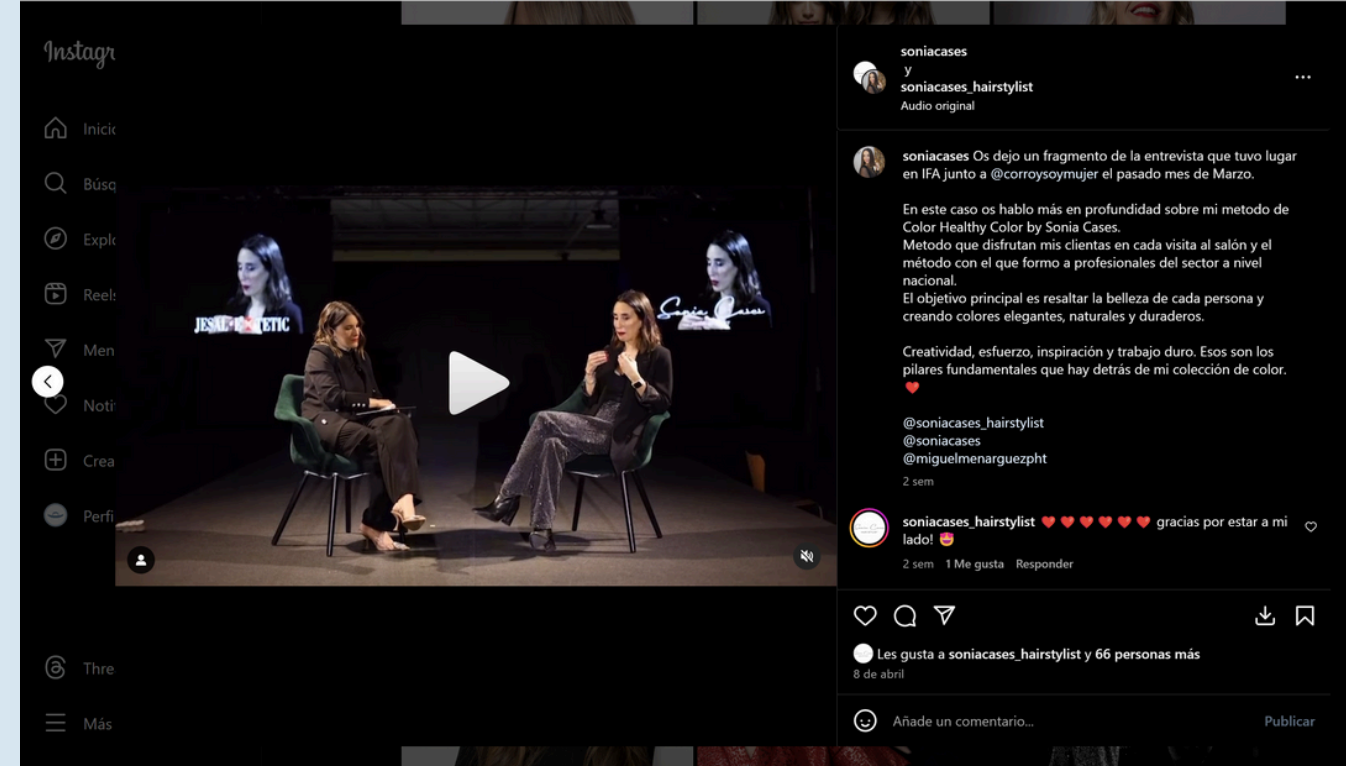 Instagr
Inicio
Búsq
Explo
Reels
Men
Noti
Crea
Perfi
Thre
Más
JESAL
TETIC
Sonia Cases
soniacases
y
soniacases_hairstylist
Audio original
soniacases Os dejo un fragmento de la entrevista que tuvo lugar
en IFA junto a @corroysoymujer el pasado mes de Marzo.
En este caso os hablo más en profundidad sobre mi metodo de
Color Healthy Color by Sonia Cases.
Metodo que disfrutan mis clientas en cada visita al salón y el
método con el que formo a profesionales del sector a nivel
nacional.
El objetivo principal es resaltar la belleza de cada persona y
creando colores elegantes, naturales y duraderos.
Creatividad, esfuerzo, inspiración y trabajo duro. Esos son los
pilares fundamentales que hay detrás de mi colección de color.
❤️
@soniacases_hairstylist
@soniacases
@miguelmenarguezpht
2 sem
soniacases_hairstylist ❤️❤️❤️❤️❤️❤️ gracias por estar a mi
lado! 🤩
2 sem 1 Me gusta Responder
Les gusta a soniacases_hairstylist y 66 personas más
8 de abril
Añade un comentario... Publicar